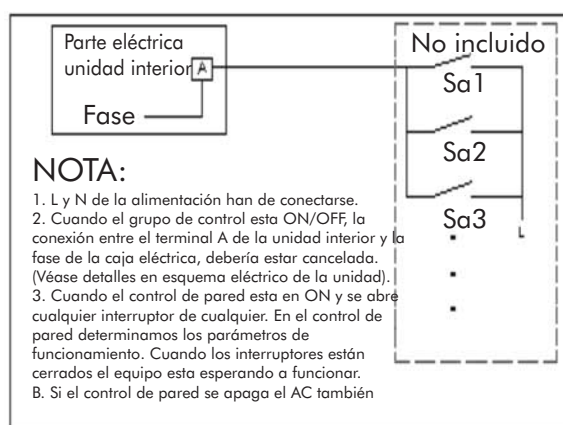 Parte eléctrica
unidad interior
A
Fase
No incluido
Sa1
Sa2
Sa3
L
NOTA:
1. L y N de la alimentación han de conectarse.
2. Cuando el grupo de control esta ON/OFF, la
conexión entre el terminal A de la unidad interior y la
fase de la caja eléctrica, debería estar cancelada.
(Véase detalles en esquema eléctrico de la unidad).
3. Cuando el control de pared esta en ON y se abre
cualquier interruptor de cualquier. En el control de
pared determinamos los parámetros de
funcionamiento. Cuando los interruptores están
cerrados el equipo esta esperando a funcionar.
B. Si el control de pared se apaga el AC también